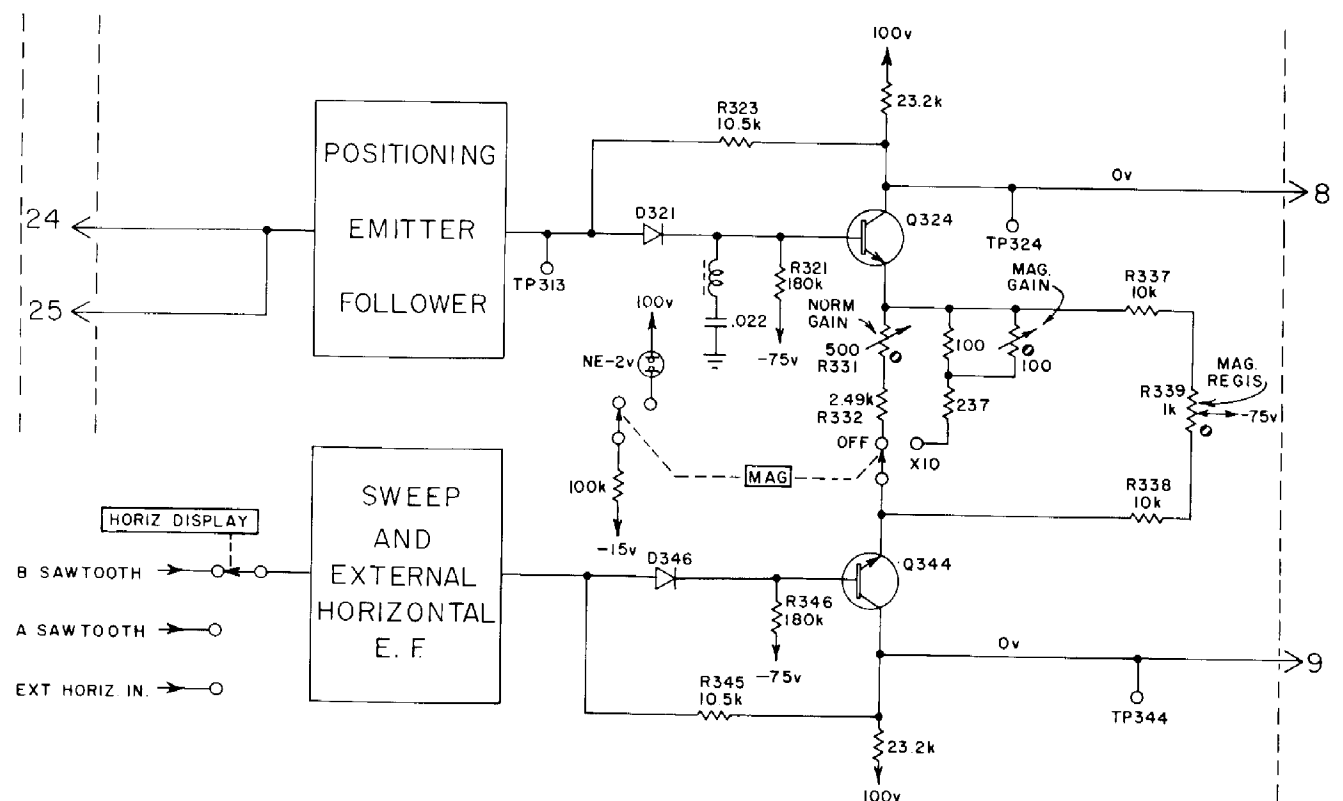 100v
23.2k
R323
10.5k
POSITIONING
EMITTER
FOLLOWER
24
25
TP313
D321
Q324
0v
8
TP324
R321
180k
-75v
.022
100v
NE-2v
NORM
GAIN
500
R331
MAG.
GAIN
100
100
R337
10k
2.49k
R332
237
MAG.
REGIS
R339
1k
-75v
OFF
X10
MAG
100k
-15v
R338
10k
HORIZ DISPLAY
B SAWTOOTH
A SAWTOOTH
EXT HORIZ. IN.
SWEEP
AND
EXTERNAL
HORIZONTAL
E. F.
D346
Q344
R346
180k
-75v
0v
9
R345
10.5k
TP344
23.2k
100v